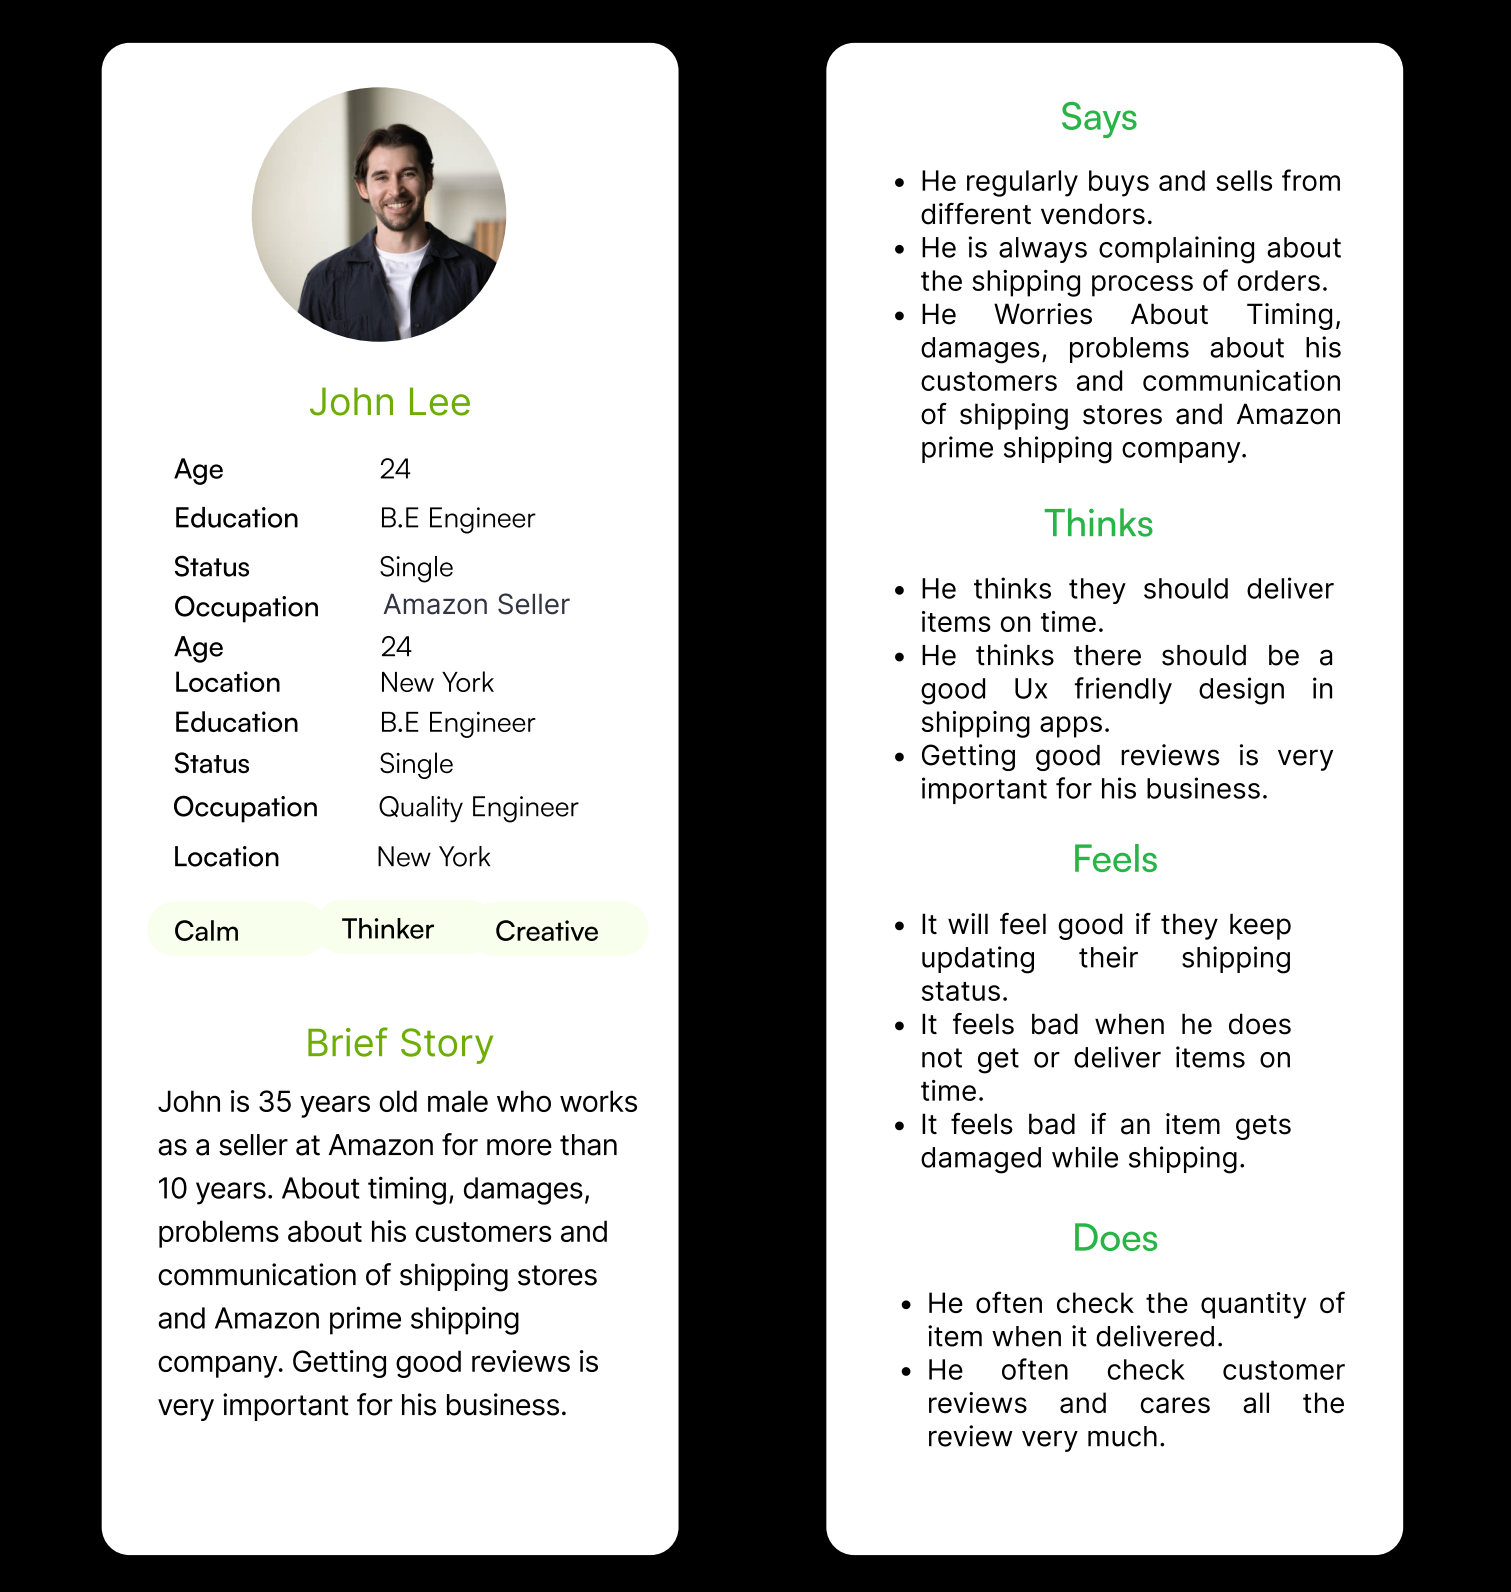 John Lee
Age 24
Education B.E Engineer
Status Single
Occupation Amazon Seller
Age 24
Location New York
Education B.E Engineer
Status Single
Occupation Quality Engineer
Location New York
Calm Thinker Creative
Brief Story
John is 35 years old male who works
as a seller at Amazon for more than
10 years. About timing, damages,
problems about his customers and
communication of shipping stores
and Amazon prime shipping
company. Getting good reviews is
very important for his business.
Says
• He regularly buys and sells from
different vendors.
• He is always complaining about
the shipping process of orders.
• He Worries About Timing,
damages, problems about his
customers and communication
of shipping stores and Amazon
prime shipping company.
Thinks
• He thinks they should deliver
items on time.
• He thinks there should be a
good Ux friendly design in
shipping apps.
• Getting good reviews is very
important for his business.
Feels
• It will feel good if they keep
updating their shipping
status.
• It feels bad when he does
not get or deliver items on
time.
• It feels bad if an item gets
damaged while shipping.
Does
• He often check the quantity of
item when it delivered.
• He often check customer
reviews and cares all the
review very much.